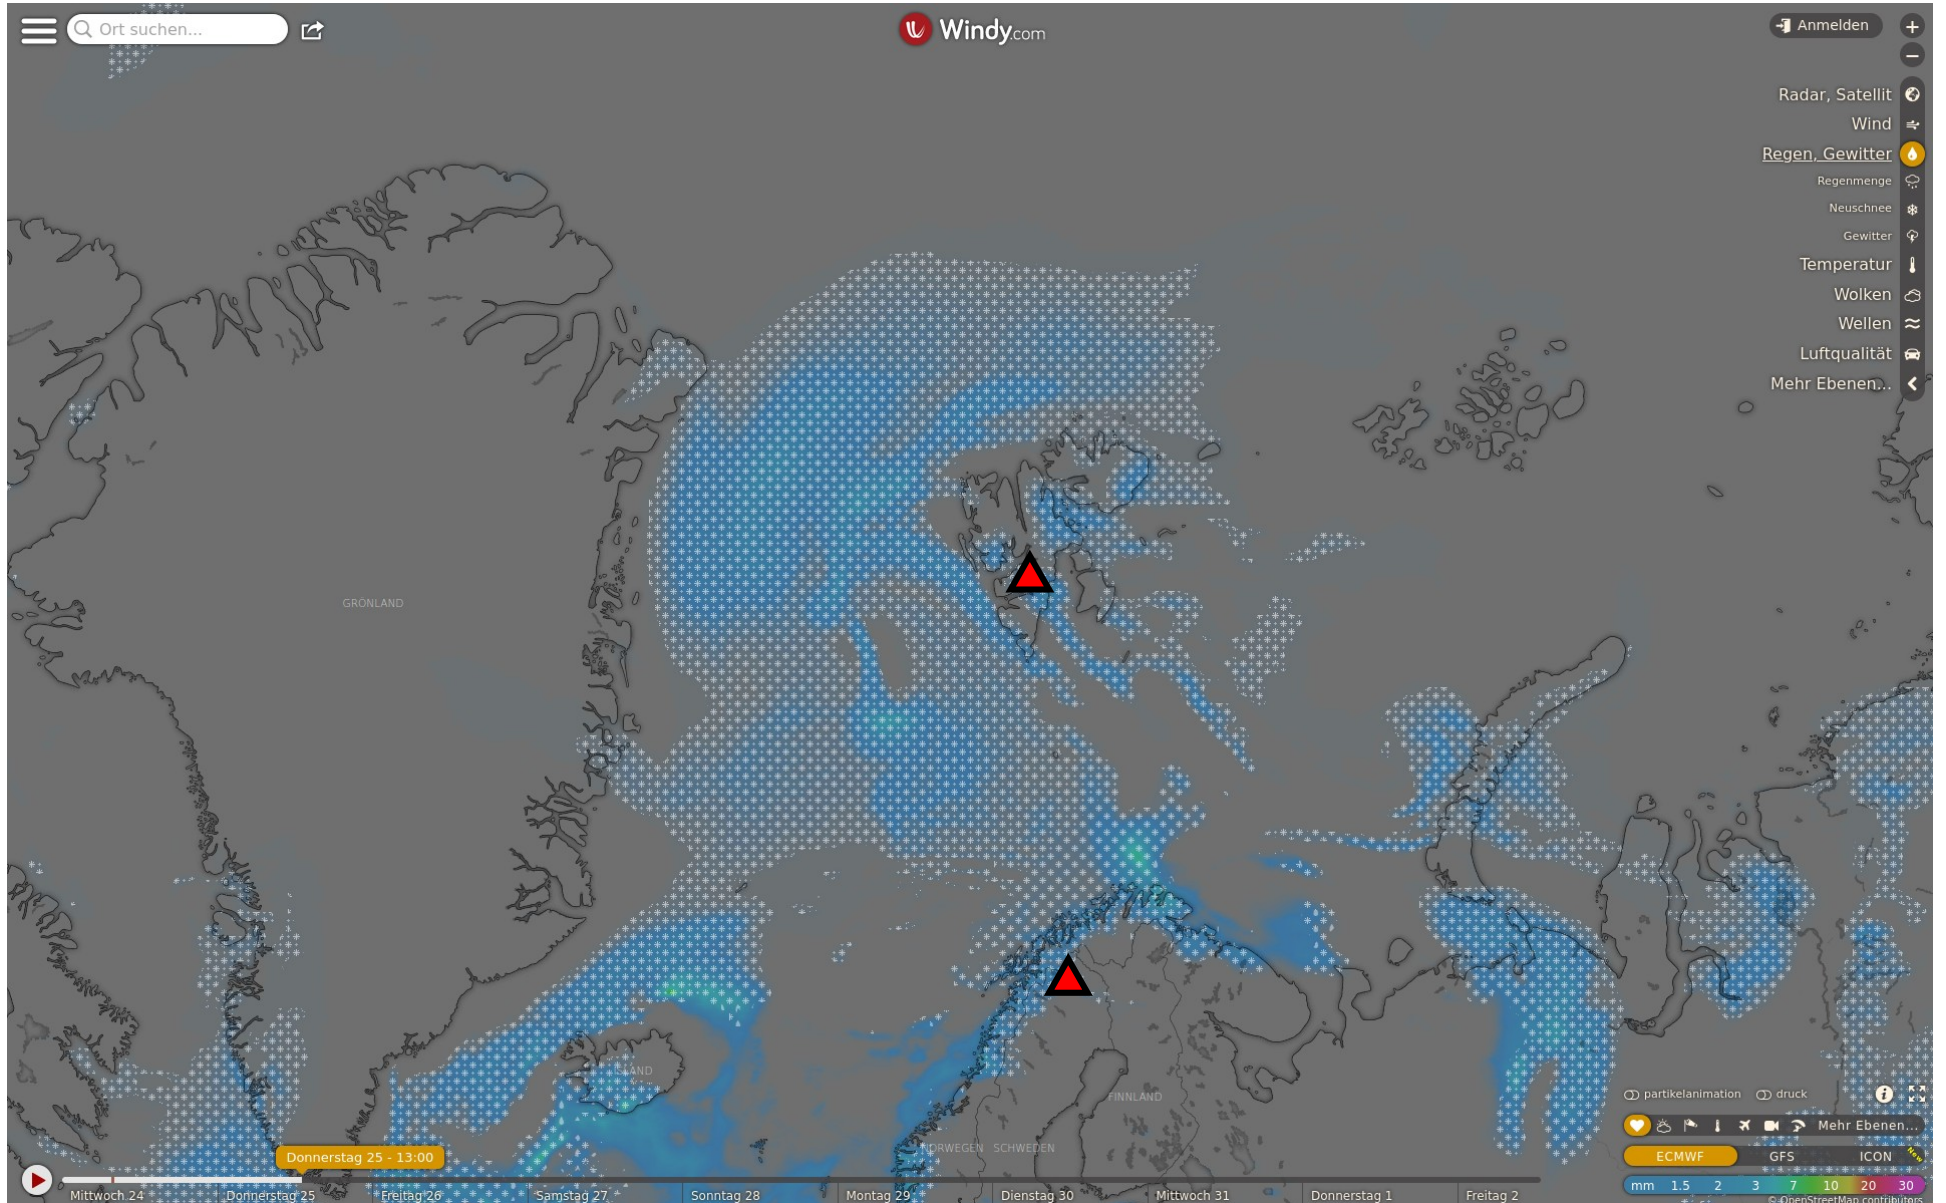 Ort suchen...
Windy.com
Anmelden
Radar, Satellit
Wind
Regen, Gewitter
Regenmenge
Neuschnee
Gewitter
Temperatur
Wolken
Wellen
Luftqualität
Mehr Ebenen...
GRÖNLAND
FINNLAND
NORWEGEN SCHWEDEN
partikelanimation druck
Mehr Ebenen...
Donnerstag 25 - 13:00
ECMWF GFS ICON New
mm 1.5 2 3 7 10 20 30
Mittwoch 24 Donnerstag 25 Freitag 26 Samstag 27 Sonntag 28 Montag 29 Dienstag 30 Mittwoch 31 Donnerstag 1 Freitag 2
© OpenStreetMap contributors